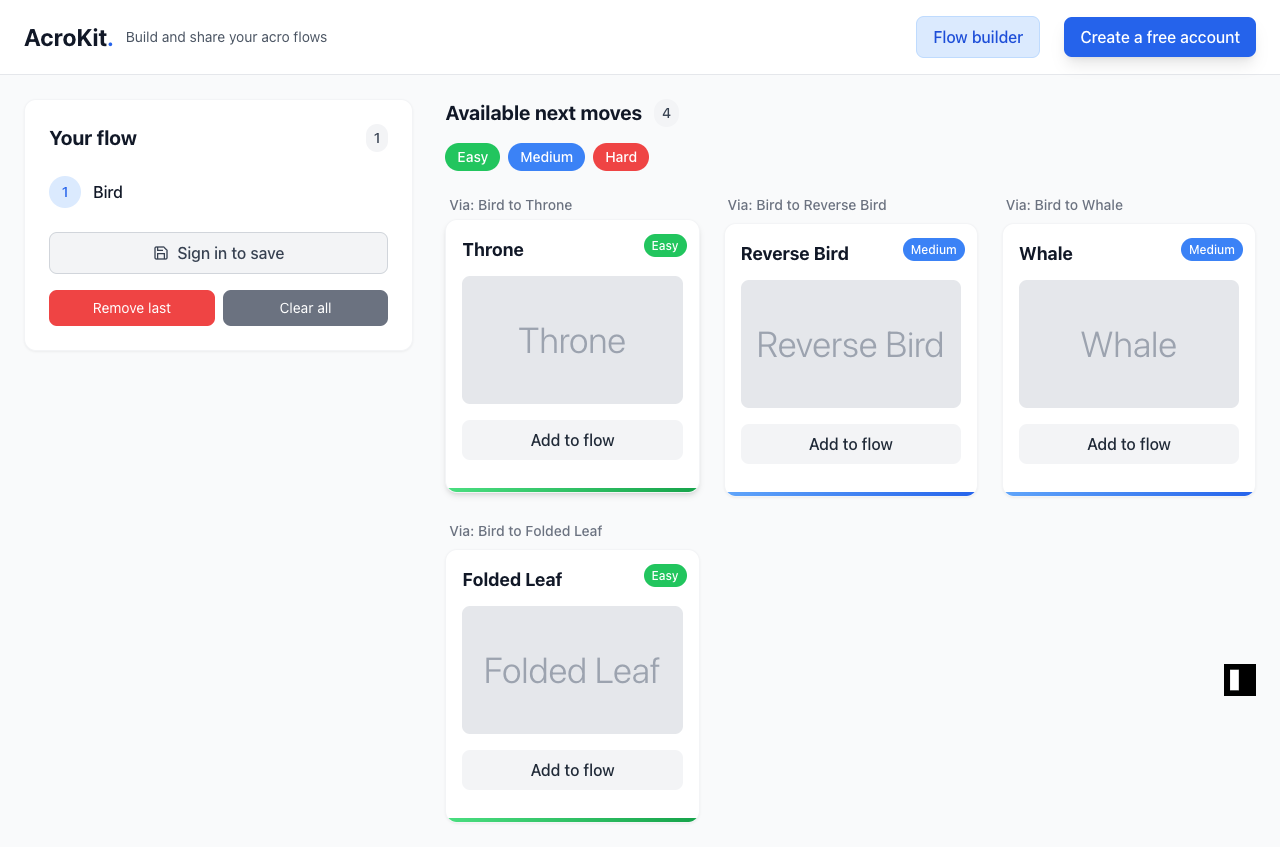 AcroKit. Build and share your acro flows Flow builder Create a free account
Your flow 1
1 Bird
Sign in to save
Remove last Clear all
Available next moves 4
Easy Medium Hard
Via: Bird to Throne
Throne Easy
Throne
Add to flow
Via: Bird to Reverse Bird
Reverse Bird Medium
Reverse Bird
Add to flow
Via: Bird to Whale
Whale Medium
Whale
Add to flow
Via: Bird to Folded Leaf
Folded Leaf Easy
Folded Leaf
Add to flow